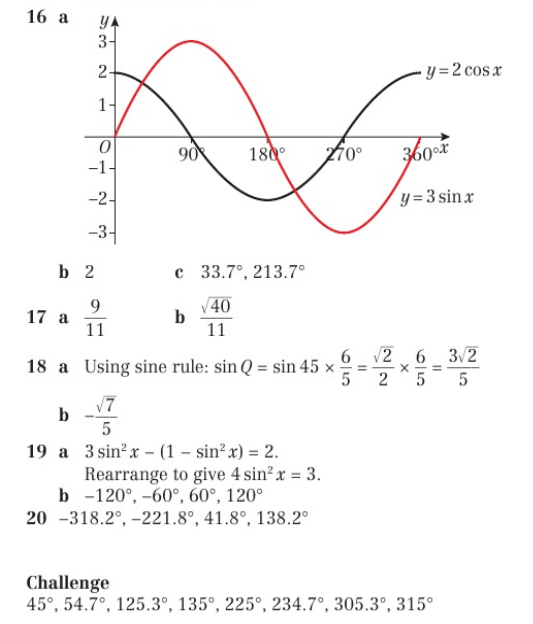 16 a
y
3
2
y = 2 cos x
1
O
90° 180° 270° 360° x
−1
−2
y = 3 sin x
−3
b 2 c 33.7°, 213.7°
17 a 9/11 b √40/11
18 a Using sine rule: sin Q = sin 45 × 6/5 = √2/2 × 6/5 = 3√2/5
b −√7/5
19 a 3 sin² x − (1 − sin² x) = 2.
Rearrange to give 4 sin² x = 3.
b −120°, −60°, 60°, 120°
20 −318.2°, −221.8°, 41.8°, 138.2°
Challenge
45°, 54.7°, 125.3°, 135°, 225°, 234.7°, 305.3°, 315°